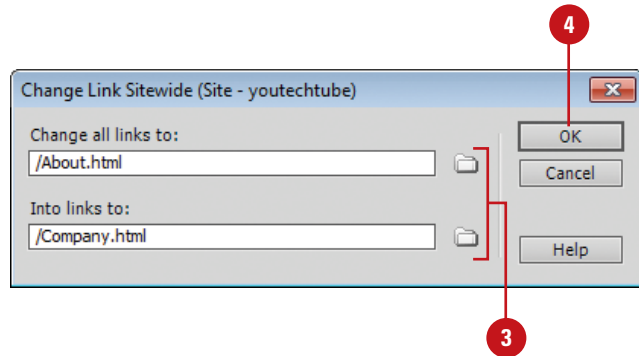 4
Change Link Sitewide (Site - youtechtube)
Change all links to:
OK
/About.html
Cancel
Into links to:
/Company.html
Help
3